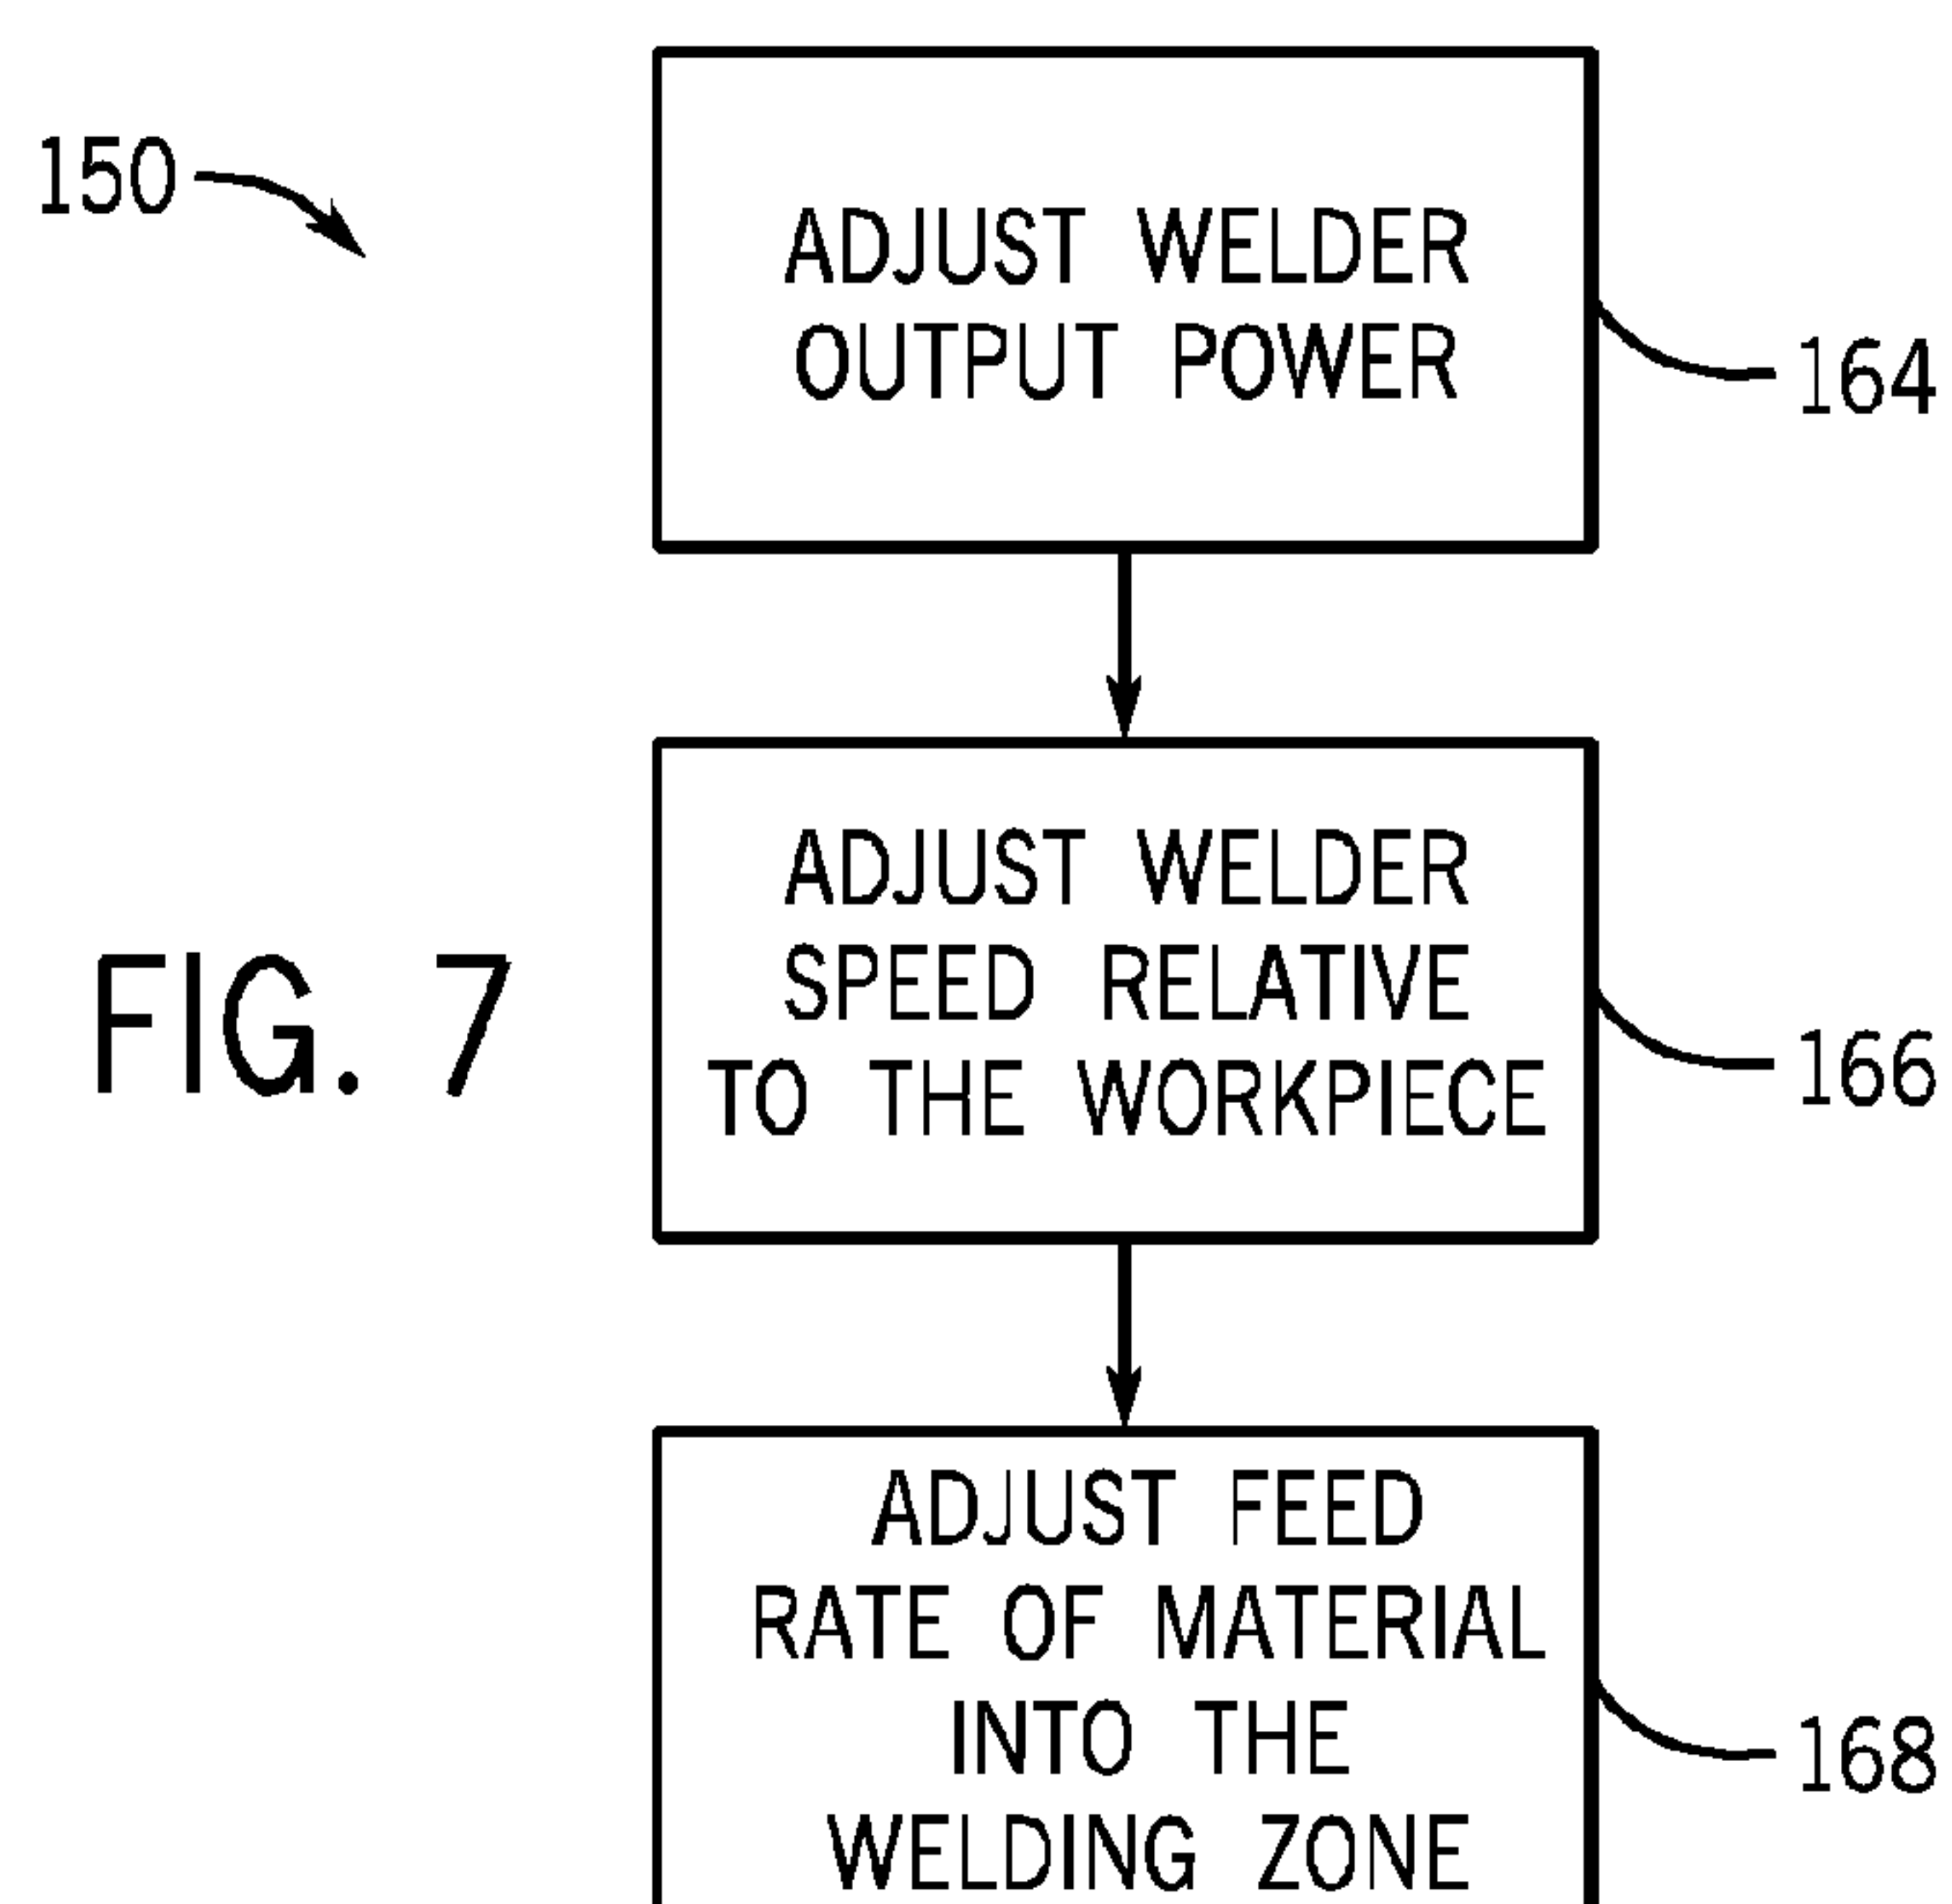 150
ADJUST WELDER
OUTPUT POWER
164
ADJUST WELDER
SPEED RELATIVE
TO THE WORKPIECE
166
FIG. 7
ADJUST FEED
RATE OF MATERIAL
INTO THE
WELDING ZONE
168